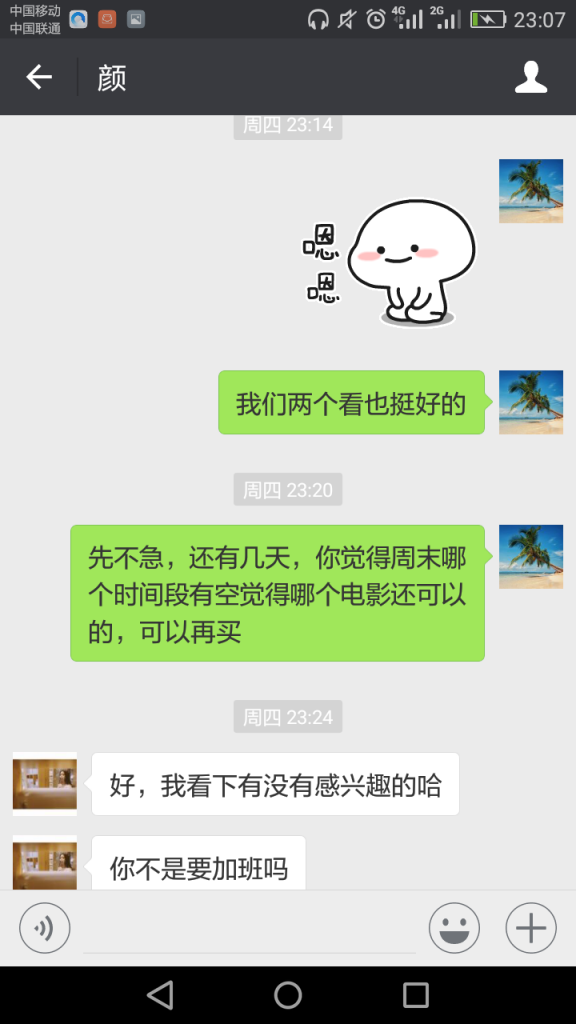 中国移动
中国联通
4G
2G
23:07
颜
周四 23:14
嗯
嗯
我们两个看也挺好的
周四 23:20
先不急，还有几天，你觉得周末哪
个时间段有空觉得哪个电影还可以
的，可以再买
周四 23:24
好，我看下有没有感兴趣的哈
你不是要加班吗